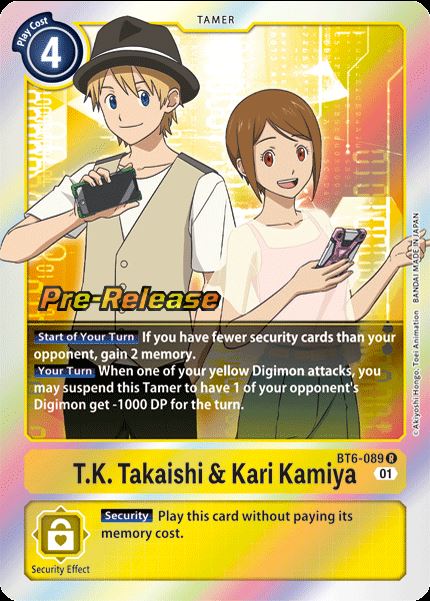 TAMER
Play Cost
4
Pre-Release
Start of Your Turn If you have fewer security cards than your
opponent, gain 2 memory.
Your Turn When one of your yellow Digimon attacks, you
may suspend this Tamer to have 1 of your opponent's
Digimon get -1000 DP for the turn.
©Akiyoshi Hongo, Toei Animation BANDAI MADE IN JAPAN
BT6-089 R
T.K. Takaishi & Kari Kamiya
01
Security Play this card without paying its
memory cost.
Security Effect